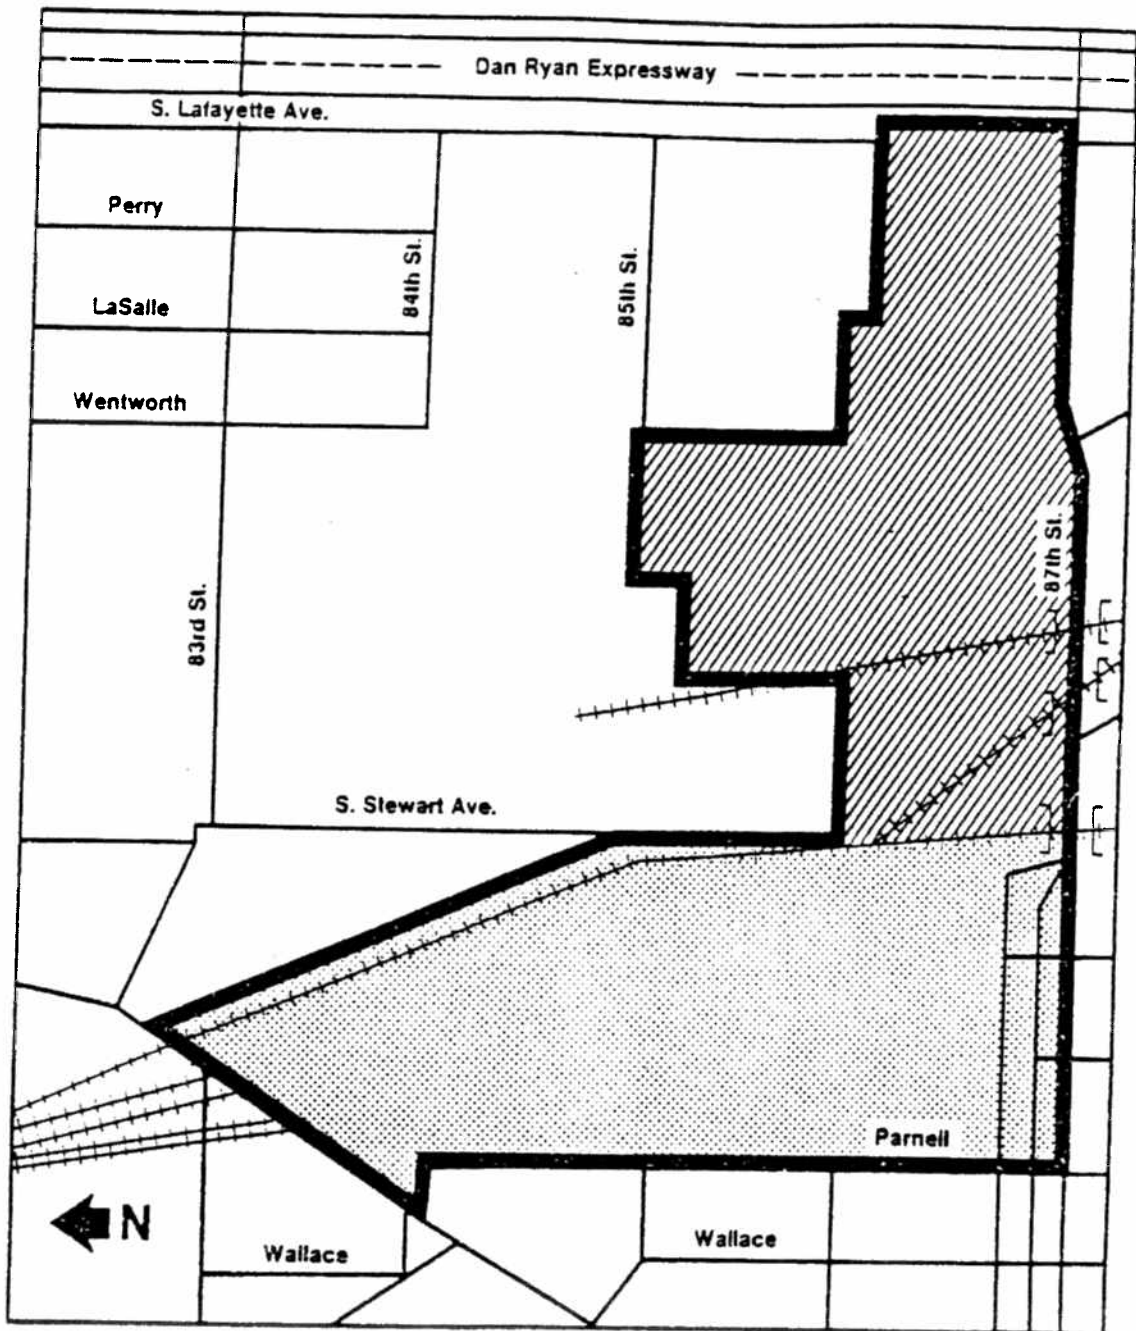 Dan Ryan Expressway
S. Lafayette Ave.
Perry
84th St.
85th St.
LaSalle
Wentworth
87th St.
83rd St.
S. Stewart Ave.
Parnell
N
Wallace
Wallace